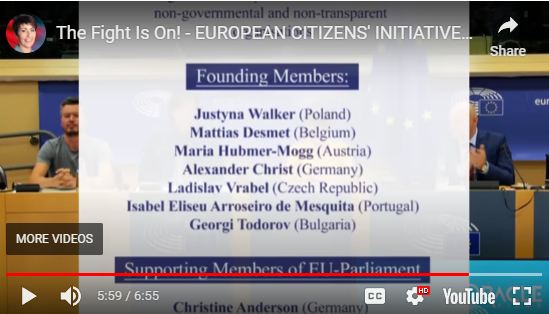 The Fight Is On! - EUROPEAN CITIZENS' INITIATIVE…
non-governmental and non-transparent
Share
Founding Members:
Justyna Walker (Poland)
Mattias Desmet (Belgium)
Maria Hubmer-Mogg (Austria)
Alexander Christ (Germany)
Ladislav Vrabel (Czech Republic)
Isabel Eliseu Arroseiro de Mesquita (Portugal)
Georgi Todorov (Bulgaria)
MORE VIDEOS
Supporting Members of EU-Parliament
5:59 / 6:55
CC
HD
YouTube
Christine Anderson (Germany)